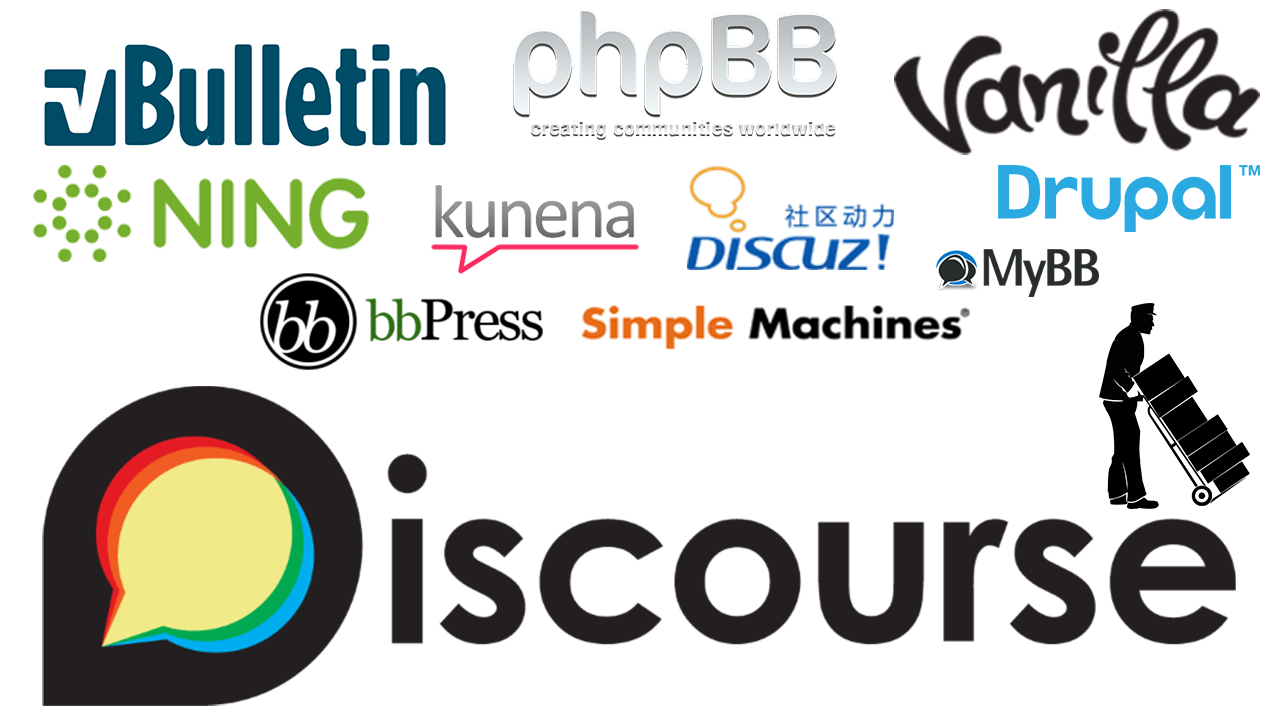 vBulletin
phpBB
creating communities worldwide
Vanilla
NING
kunena
社区动力
DISCUZ!
Drupal™
MyBB
bb bbPress
Simple Machines®
Discourse